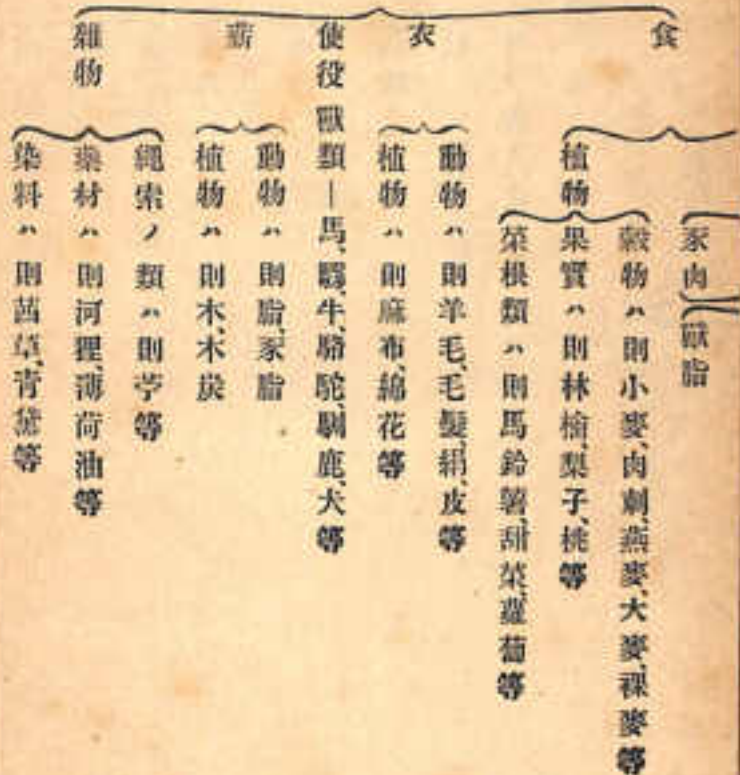 食
家肉
獸脂
植物
穀物ハ則小麥、肉刺、燕麥、大麥、裸麥等
果實ハ則林檎、梨子、桃等
菜根類ハ則馬鈴薯、甜菜、蘿蔔等
衣
動物ハ則羊毛、毛髮、絹、皮等
植物ハ則麻布、綿花等
使役
獸類—馬、騾、牛、駱駝、馴鹿、犬等
薪
動物ハ則脂、豕脂
植物ハ則木、木炭
雜物
繩索ノ類ハ則苧等
藥材ハ則河狸、薄荷油等
染料ハ則茜草、青黛等